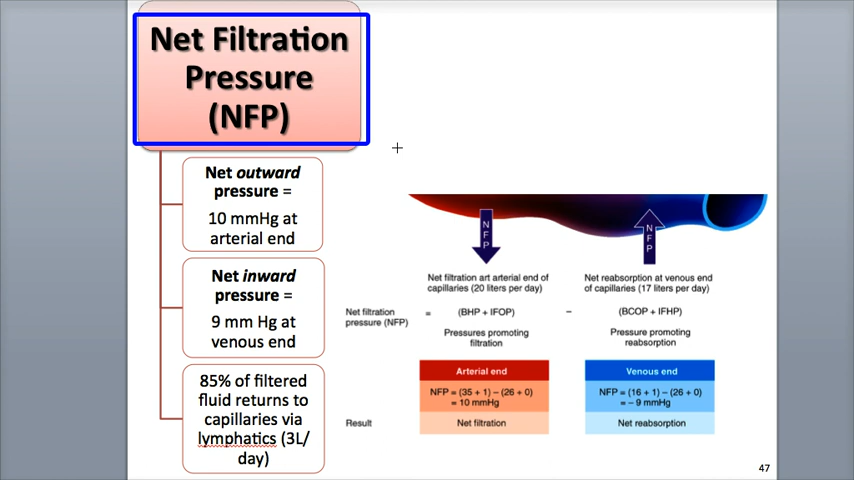 Net Filtration
Pressure
(NFP)
Net outward
pressure =
10 mmHg at
arterial end
Net inward
pressure =
9 mm Hg at
venous end
85% of filtered
fluid returns to
capillaries via
lymphatics (3L/
day)
NFP
NFP
Net filtration art arterial end of
capillaries (20 liters per day)
Net reabsorption at venous end
of capillaries (17 liters per day)
Net filtration
pressure (NFP)
=
(BHP + IFOP)
−
(BCOP + IFHP)
Pressures promoting
filtration
Pressure promoting
reabsorption
Arterial end
NFP = (35 + 1) − (26 + 0)
= 10 mmHg
Venous end
NFP = (16 + 1) − (26 + 0)
= − 9 mmHg
Result
Net filtration
Net reabsorption
47